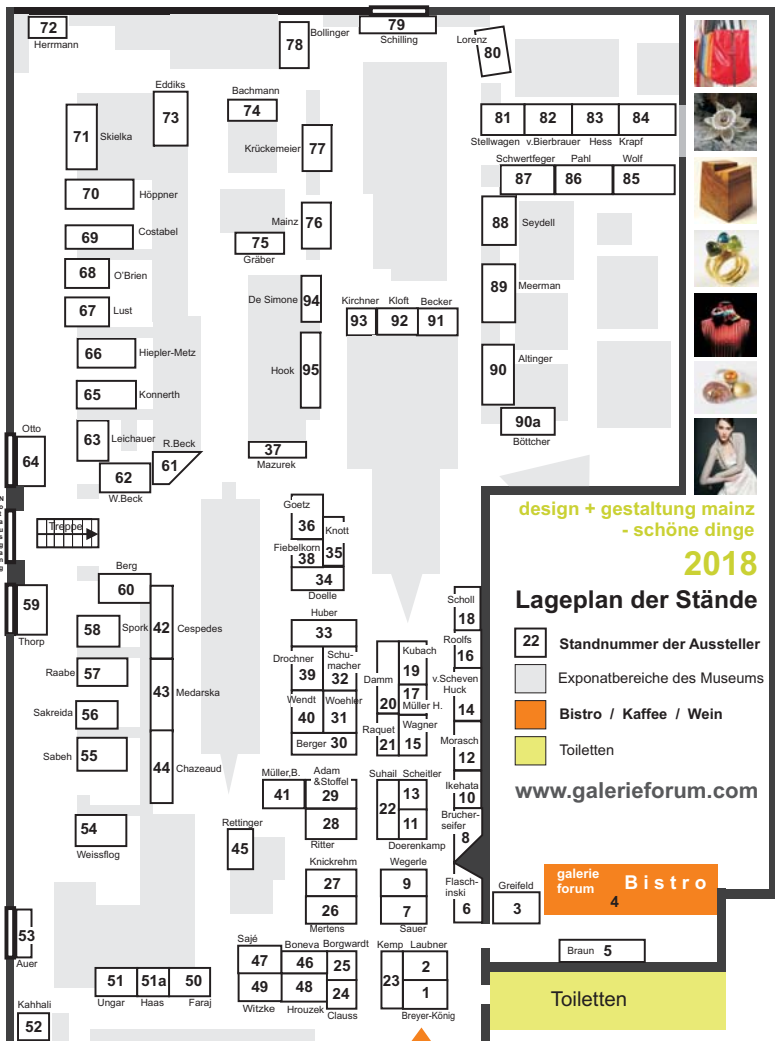 72
Herrmann
78
Bollinger
79
Schilling
Lorenz
80
Eddiks
73
Bachmann
74
71
Skielka
Krückemeier
77
81
82
83
84
Stellwagen
v.Bierbrauer
Hess
Krapf
Schwertfeger
Pahl
Wolf
87
86
85
70
Höppner
69
Costabel
Mainz
76
75
Gräber
88
Seydell
68
O'Brien
67
Lust
De Simone
94
89
Meerman
Kirchner
Kloft
Becker
93
92
91
66
Hiepler-Metz
65
Konnerth
Hook
95
90
Altinger
90a
Böttcher
Otto
64
63
Leichauer
R.Beck
61
62
W.Beck
37
Mazurek
Notausgang
Treppe
Goetz
36
Knott
Fiebelkorn
38
35
34
Doelle
design + gestaltung mainz
- schöne dinge
2018
Lageplan der Stände
22
Standnummer der Aussteller
Exponatbereiche des Museums
Bistro / Kaffee / Wein
Toiletten
www.galerieforum.com
59
Thorp
Berg
60
58
Spork
42
Cespedes
Raabe
57
43
Medarska
Sakreida
56
Sabeh
55
44
Chazeaud
54
Weissflog
Huber
33
Drochner
39
Schu-
macher
32
Wendt
40
Woehler
31
Berger
30
Damm
20
Kubach
19
17
Müller H.
Raquet
21
Wagner
15
Scholl
18
Roolfs
16
v.Scheven
Huck
14
Morasch
12
Ikehata
10
Brucher-
seifer
8
Flasch-
inski
6
Müller,B.
41
Adam
&Stoffel
29
28
Ritter
Suhail
22
Scheitler
13
11
Doerenkamp
Rettinger
45
Knickrehm
27
26
Mertens
Wegerle
9
7
Sauer
Greifeld
3
galerie
forum
Bistro
4
Braun
5
Toiletten
53
Auer
Kahhali
52
51
51a
50
Ungar
Haas
Faraj
Sajé
47
49
Witzke
Boneva
46
48
Hrouzek
Borgwardt
25
24
Clauss
Kemp
23
Laubner
2
1
Breyer-König